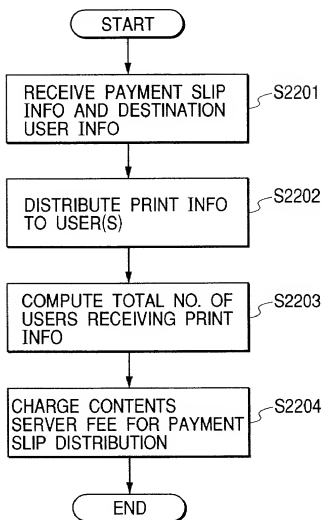 START
RECEIVE PAYMENT SLIP
INFO AND DESTINATION
USER INFO
S2201
DISTRIBUTE PRINT INFO
TO USER(S)
S2202
COMPUTE TOTAL NO. OF
USERS RECEIVING PRINT
INFO
S2203
CHARGE CONTENTS
SERVER FEE FOR PAYMENT
SLIP DISTRIBUTION
S2204
END